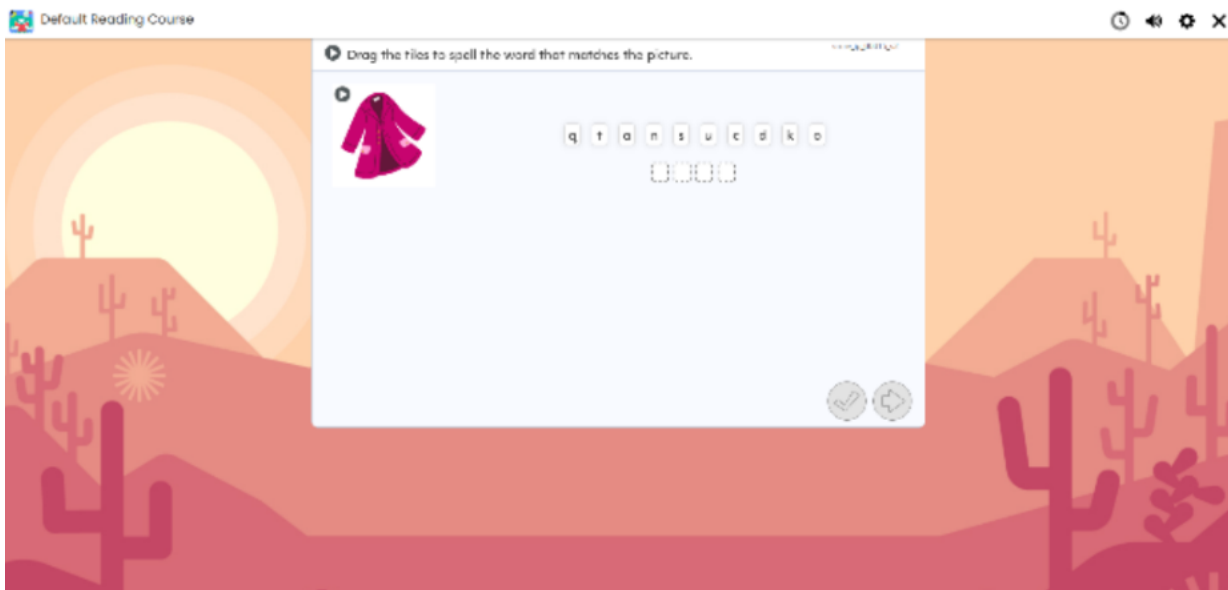 Default Reading Course
Drag the tiles to spell the word that matches the picture.
q t a n s u c d k o